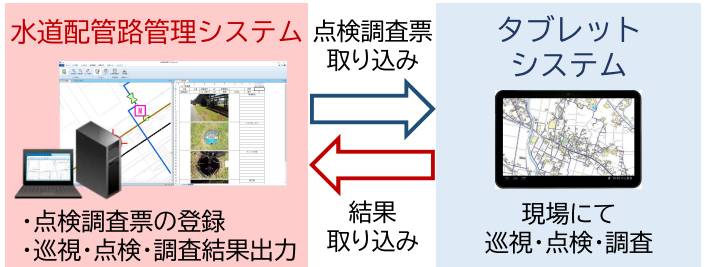 水道配管路管理システム
点検調査票
取り込み
タブレット
システム
M
結果
取り込み
・点検調査票の登録
・巡視・点検・調査結果出力
現場にて
巡視・点検・調査